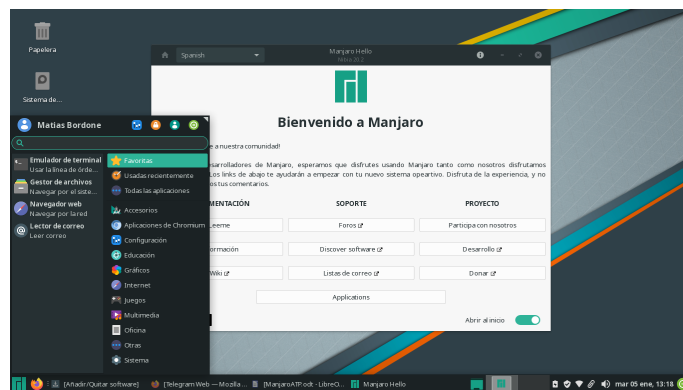 Papelera
Sistema de...
Spanish
Manjaro Hello
Nibia 20.2
Bienvenido a Manjaro
e a nuestra comunidad!
esarrolladores de Manjaro, esperamos que disfrutes usando Manjaro tanto como nosotros disfrutamos
Los links de abajo te ayudarán a empezar con tu nuevo sistema opeartivo. Disfruta de la experiencia, y no
os tus comentarios.
MENTACIÓN
SOPORTE
PROYECTO
Leeme
Foros
Participa con nosotros
ormación
Discover software
Desarrollo
Wiki
Listas de correo
Donar
Applications
Abrir al inicio
Matias Bordone
Emulador de terminal
Usar la línea de órde...
Gestor de archivos
Navegar por el siste...
Navegador web
Navegar por la red
Lector de correo
Leer correo
Favoritas
Usadas recientemente
Todas las aplicaciones
Accesorios
Aplicaciones de Chromium
Configuración
Educación
Gráficos
Internet
Juegos
Multimedia
Oficina
Otras
Sistema
[Añadir/Quitar software]
[Telegram Web — Mozilla ...
[ManjaroATP.odt - LibreO...
Manjaro Hello
mar 05 ene, 13:18